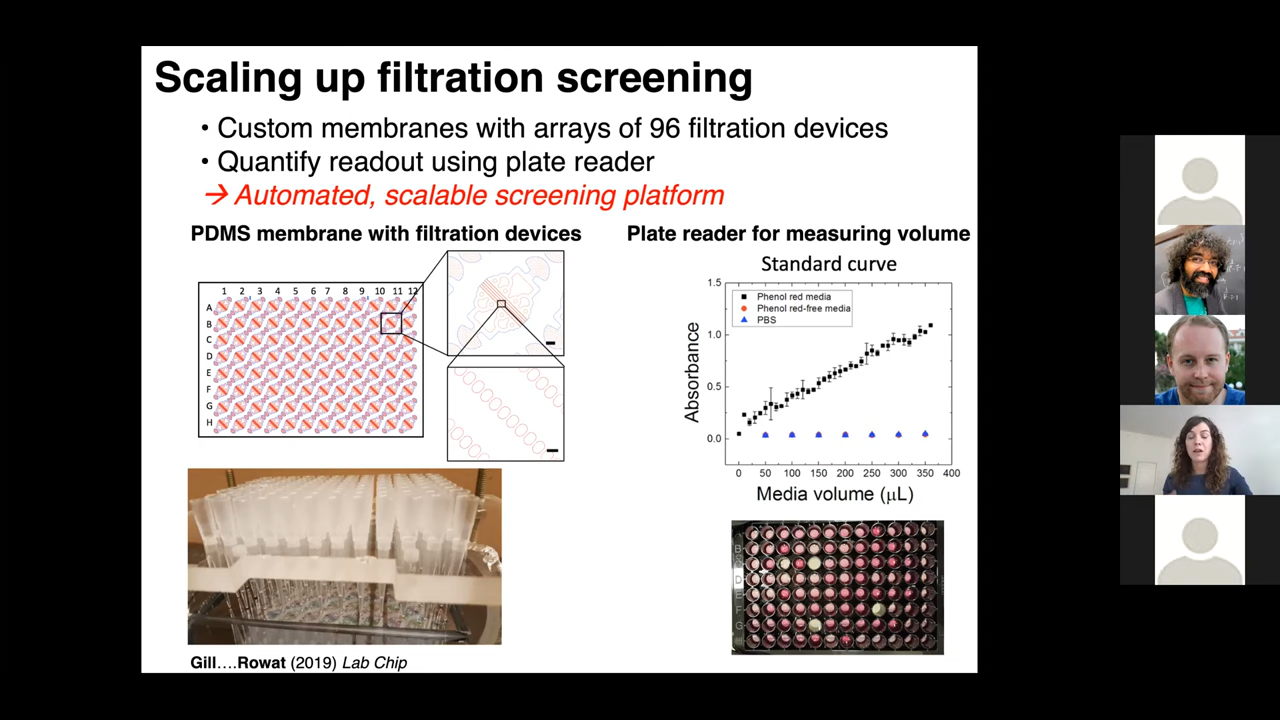 Scaling up filtration screening
• Custom membranes with arrays of 96 filtration devices
• Quantify readout using plate reader
→ Automated, scalable screening platform
PDMS membrane with filtration devices
1 2 3 4 5 6 7 8 9 10 11 12
A
B
C
D
E
F
G
H
Plate reader for measuring volume
Standard curve
Phenol red media
Phenol red-free media
PBS
Absorbance
1.5
1.0
0.5
0.0
0 50 100 150 200 250 300 350 400
Media volume (μL)
B
D
E
F
G
Gill....Rowat (2019) Lab Chip